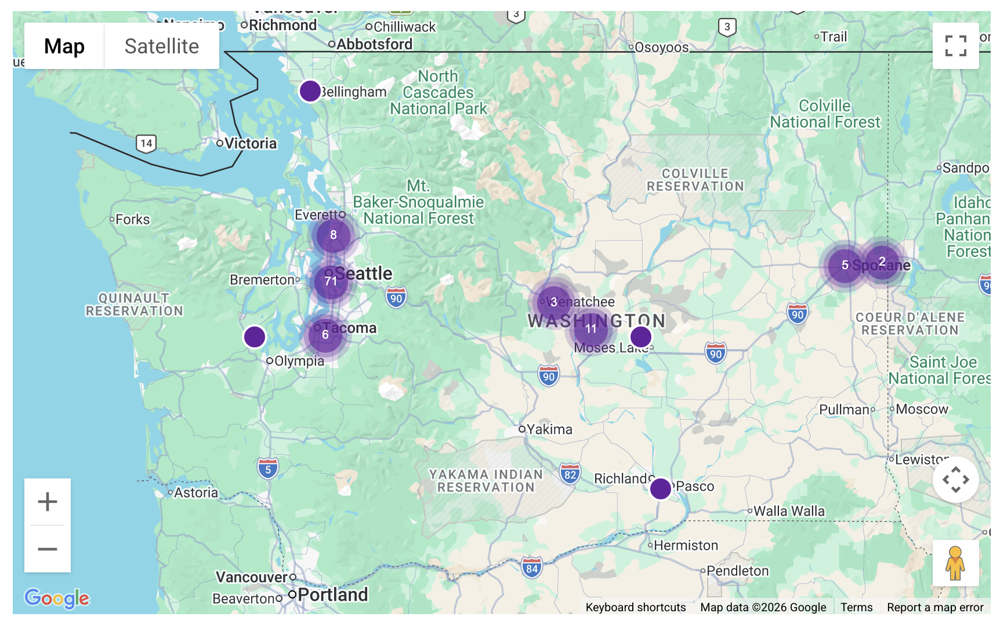 Vancouver
3
Nanaimo
Richmond
Chilliwack
3
Trail
Map
Satellite
Abbotsford
Osoyoos
North
Cascades
National Park
Bellingham
Colville
National Forest
14
Victoria
COLVILLE
RESERVATION
Sandpo
Mt.
Baker-Snoqualmie
National Forest
Idaho
Panhan
Nation
Forest
Everett
Forks
8
5
2
Spokane
Seattle
71
Bremerton
90
QUINAULT
RESERVATION
3
Wenatchee
WASHINGTON
90
COEUR D'ALENE
RESERVATION
11
Tacoma
6
Moses Lake
90
Olympia
90
Saint Joe
National Fores
Pullman
Moscow
Yakima
Lewiston
5
YAKAMA INDIAN
RESERVATION
82
Richland
Pasco
Astoria
Walla Walla
Hermiston
84
Pendleton
Vancouver
Portland
Beaverton
Google
Keyboard shortcuts
Map data ©2026 Google
Terms
Report a map error